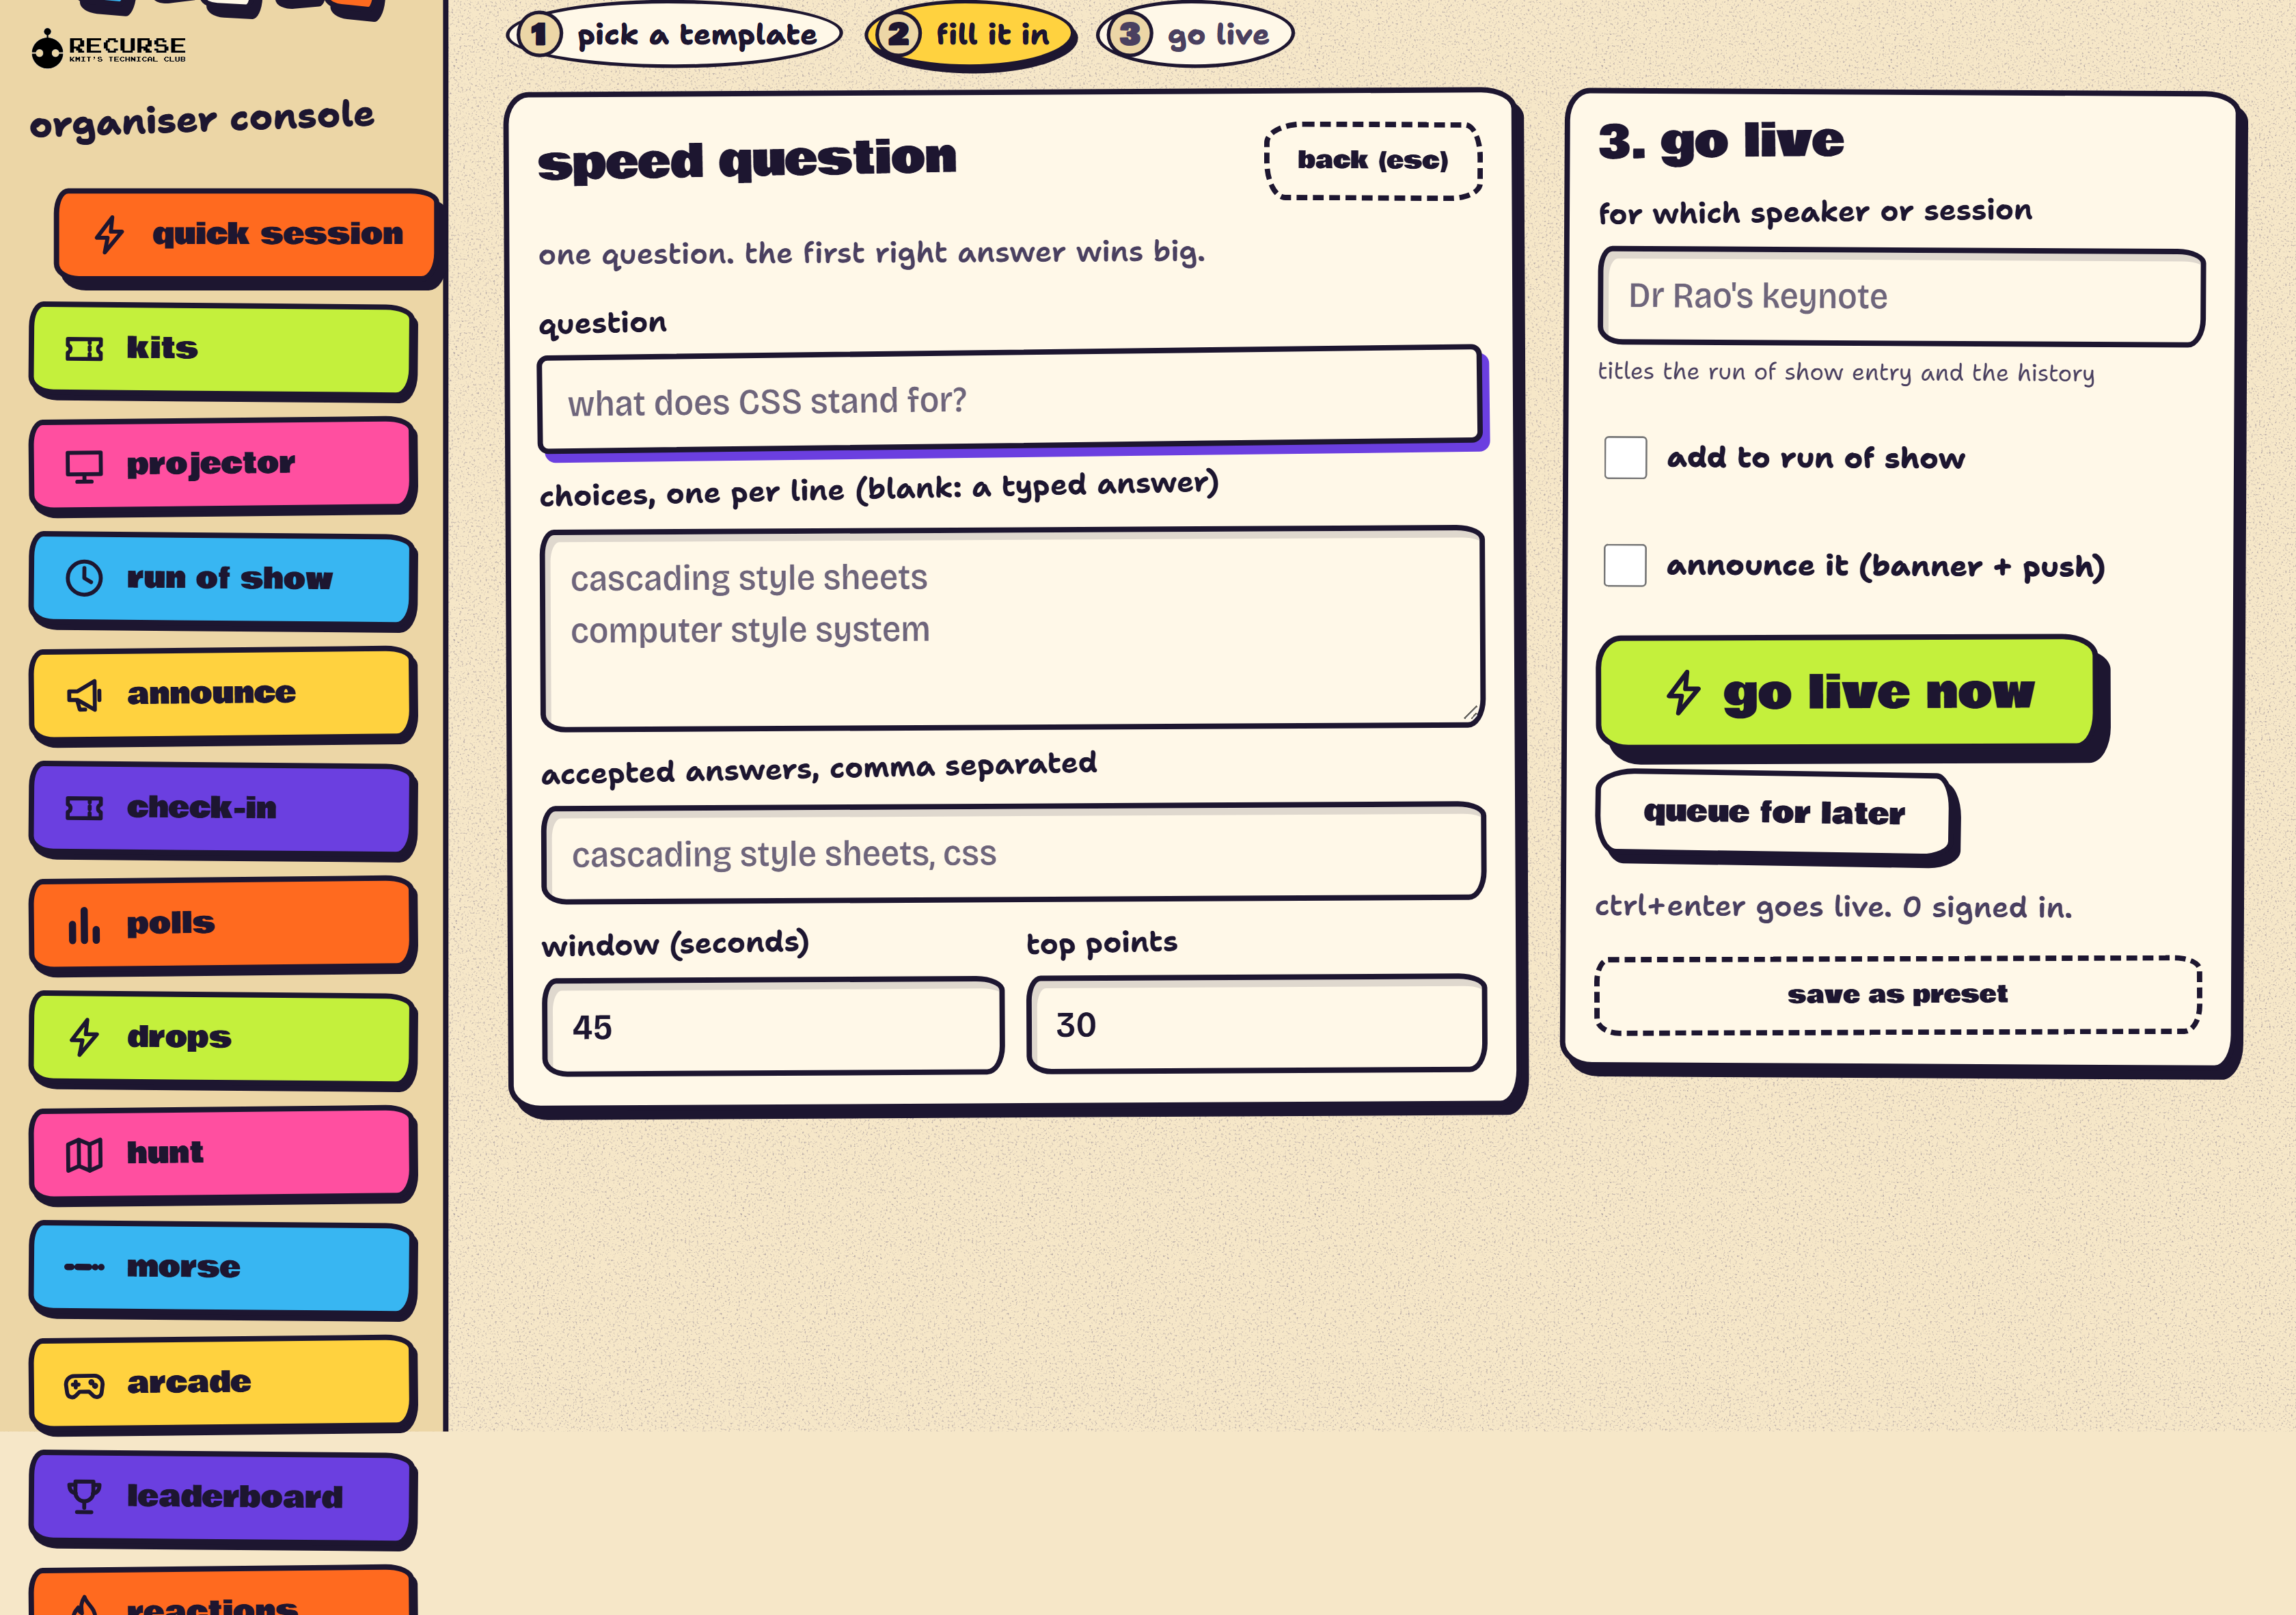 RECURSE
KMIT'S TECHNICAL CLUB
organiser console
quick session
kits
projector
run of show
announce
check-in
polls
drops
hunt
morse
arcade
leaderboard
reactions
1 pick a template
2 fill it in
3 go live
speed question
back (esc)
one question. the first right answer wins big.
question
what does CSS stand for?
choices, one per line (blank: a typed answer)
cascading style sheets
computer style system
accepted answers, comma separated
cascading style sheets, css
window (seconds)
top points
45
30
3. go live
for which speaker or session
Dr Rao's keynote
titles the run of show entry and the history
add to run of show
announce it (banner + push)
go live now
queue for later
ctrl+enter goes live. 0 signed in.
save as preset